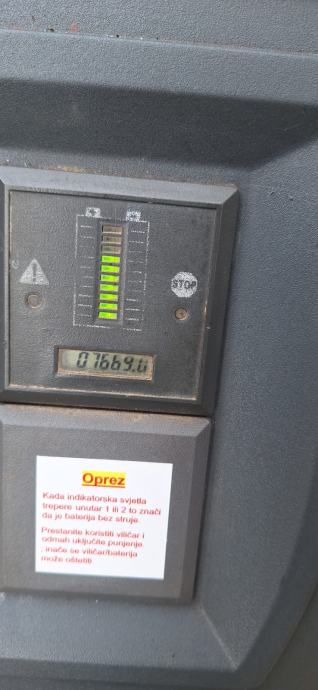 STOP
07669.0
Oprez
Kada indikatorska svjetla
trepere unutar 1 ili 2 to znači
da je baterija bez struje.
Prestanite koristiti viličar i
odmah uključite punjenje
, inače se viličar/baterija
može oštetiti